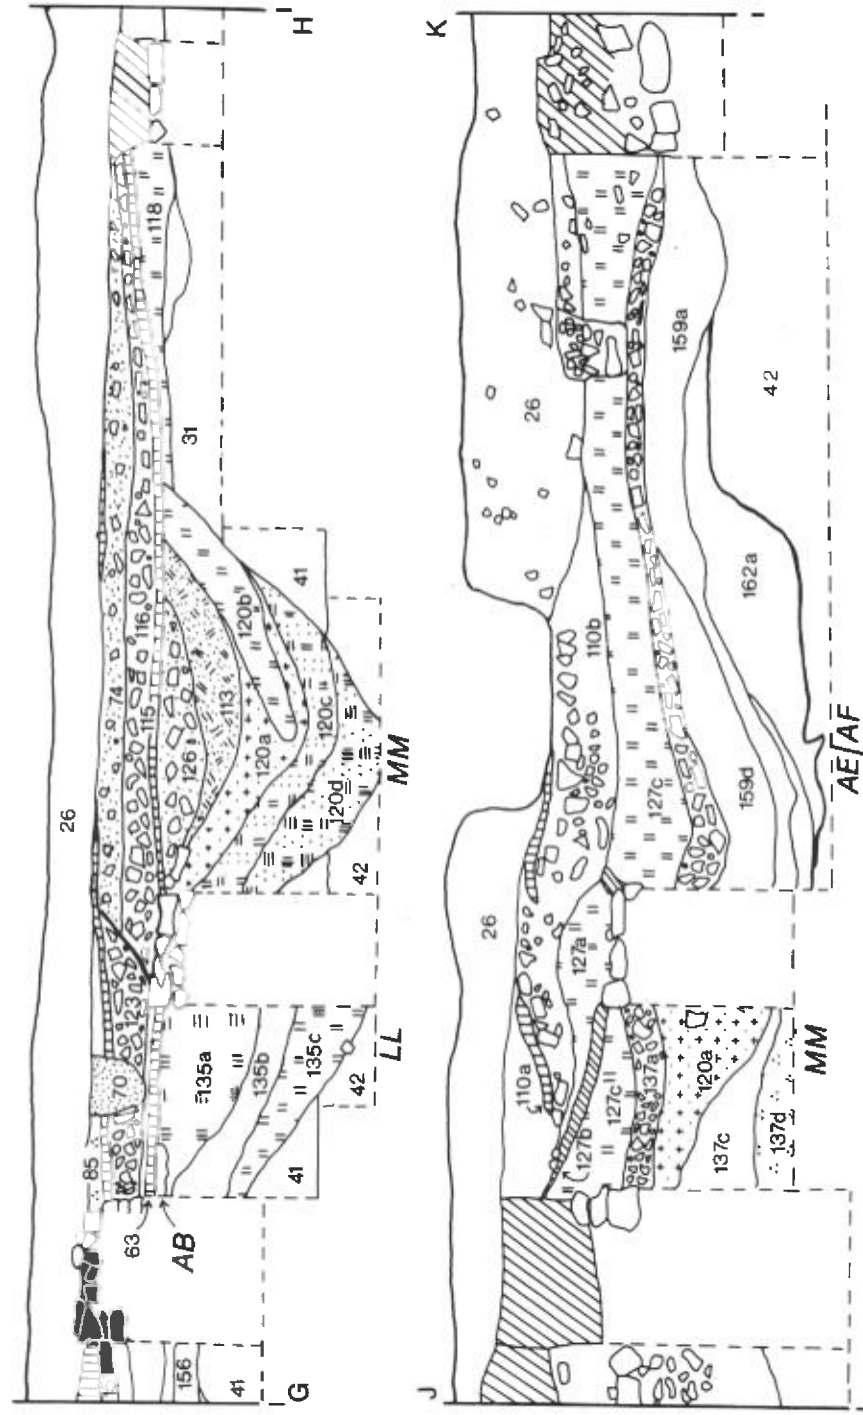 H
118
31
116
115
74
26
41
120b
113
120a
126
120c
120d
MM
42
123
135a
135b
135c
42
LL
70
85
41
63
AB
156
41
G
K
159a
42
26
162a
110b
127c
159d
AE
AF
26
127a
110a
127b
127c
137a
120a
137c
137d
MM
J